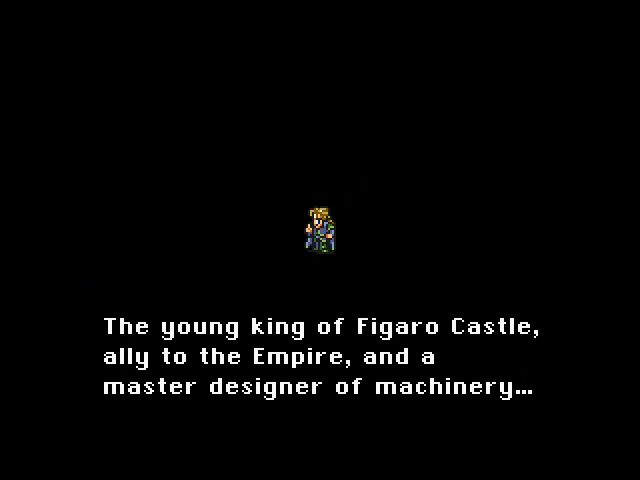 The young king of Figaro Castle,
ally to the Empire, and a
master designer of machinery…